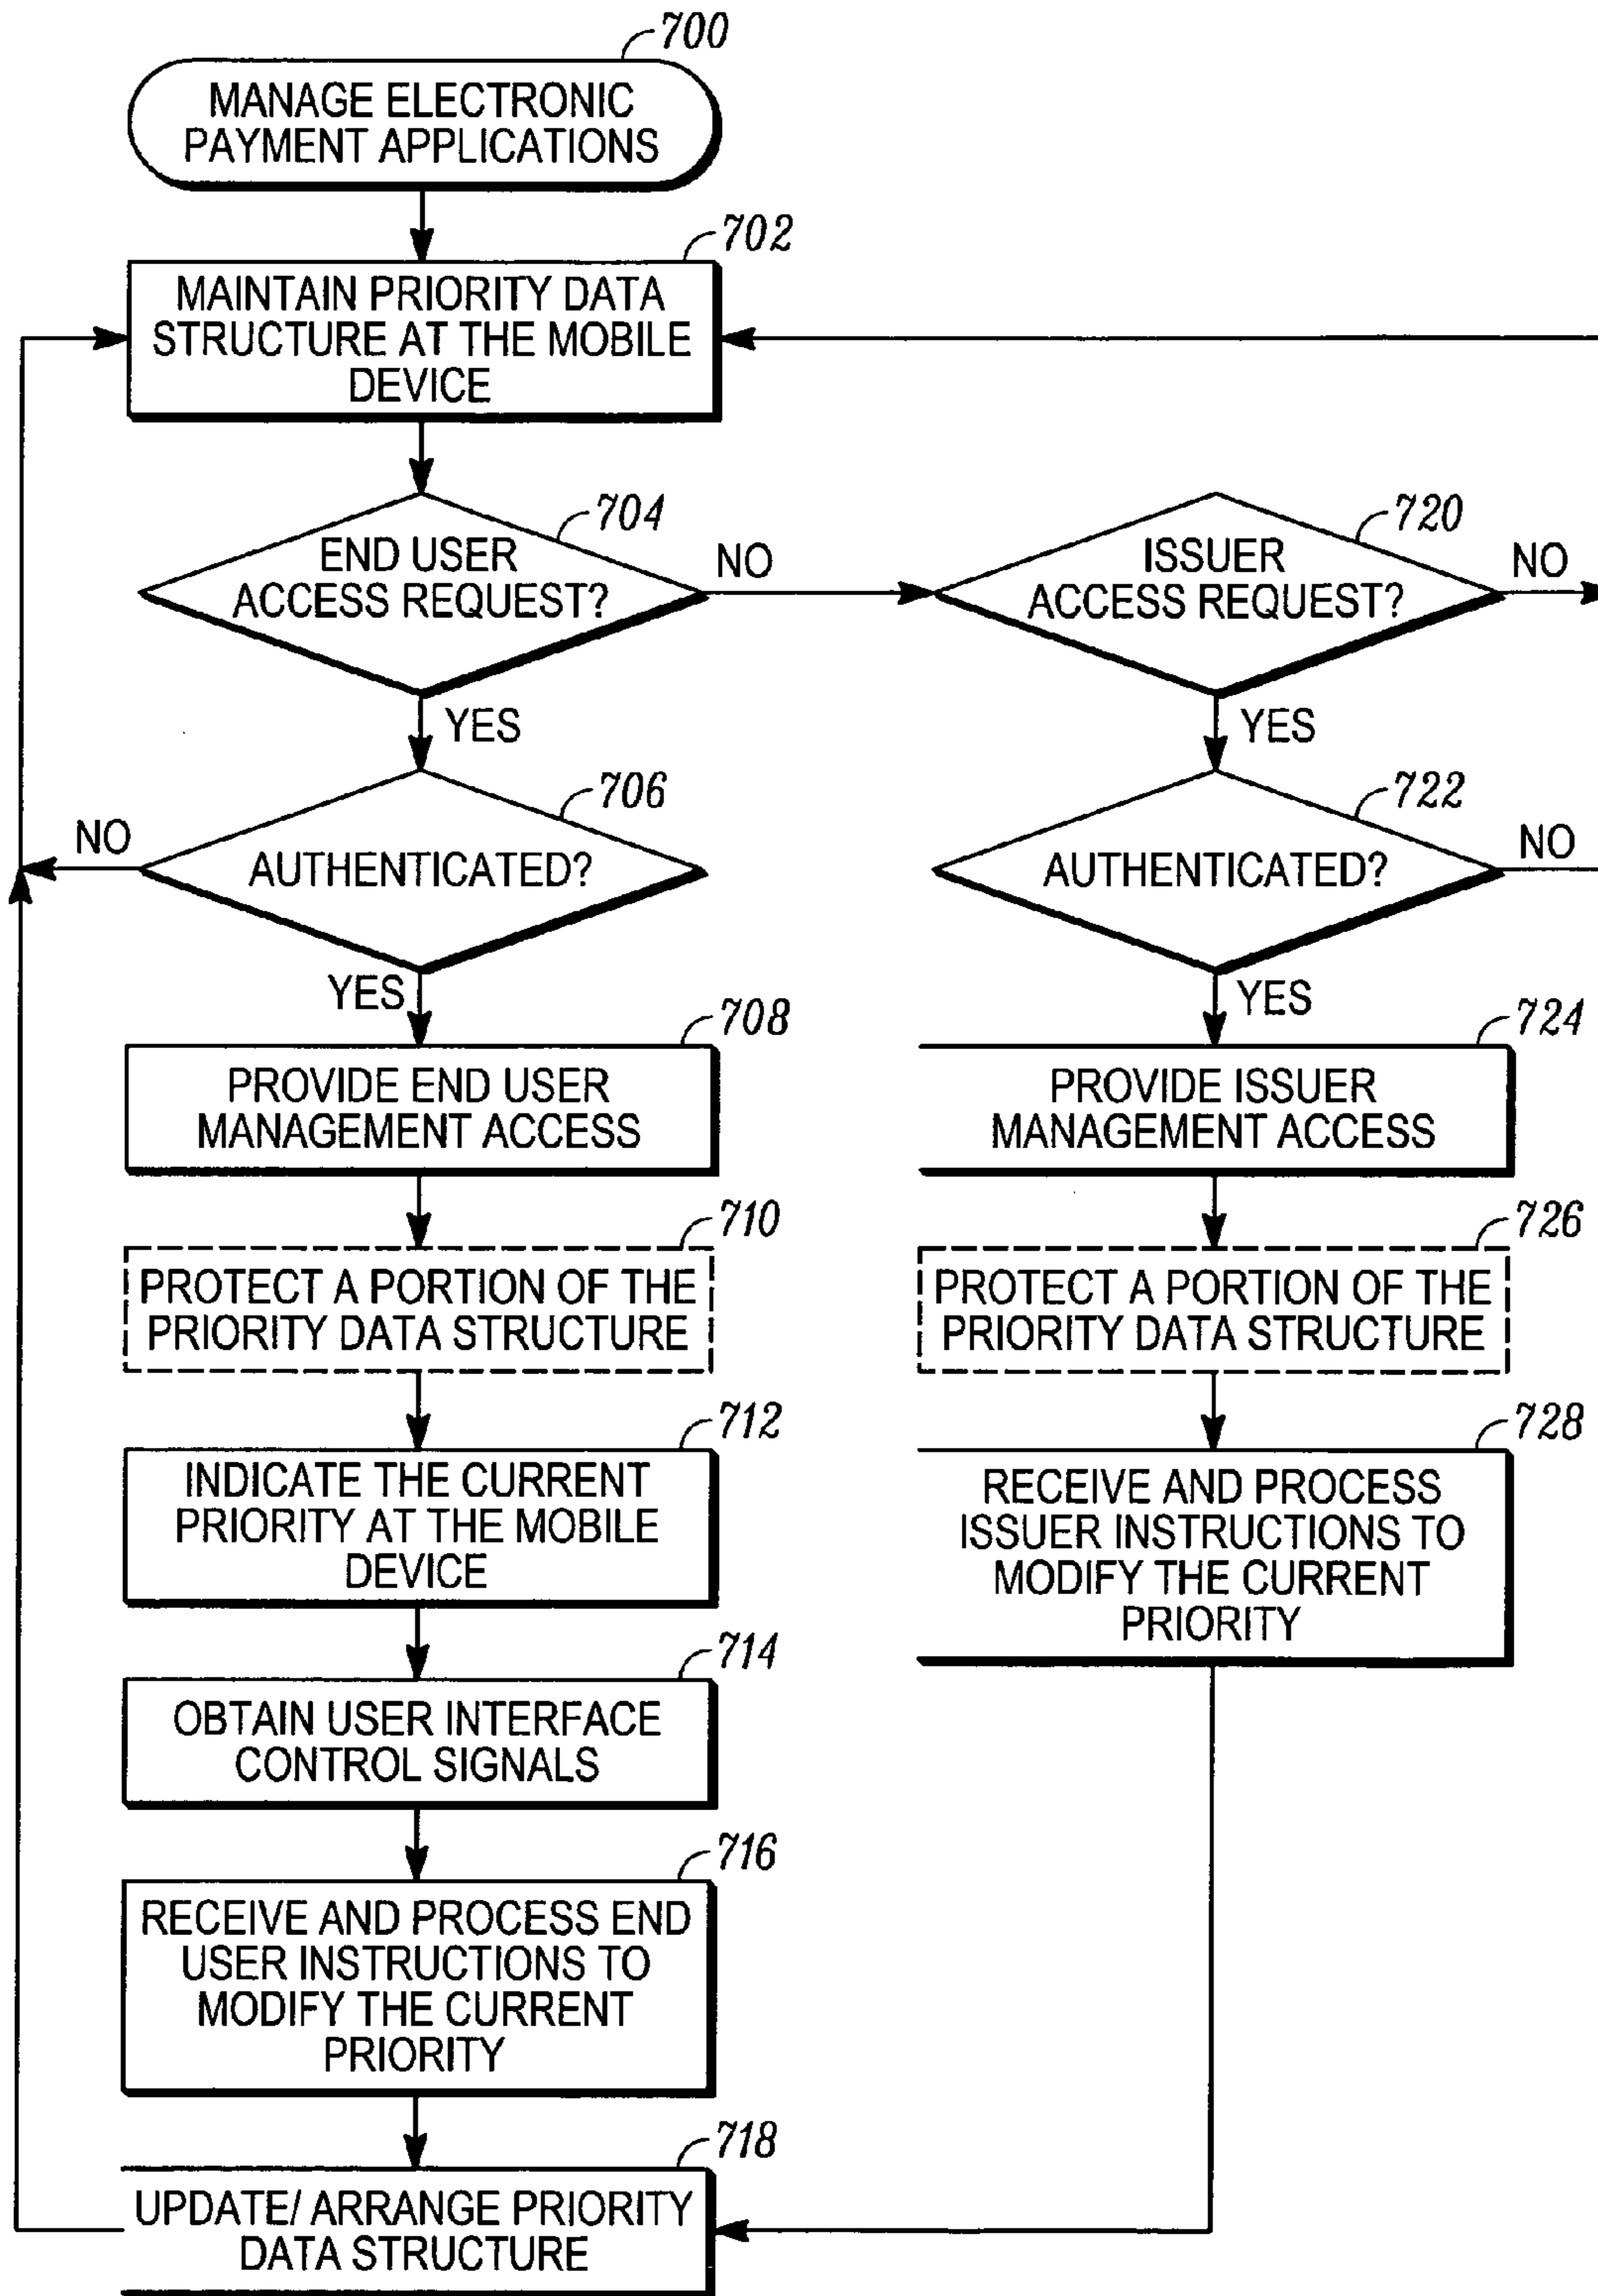 700
MANAGE ELECTRONIC
PAYMENT APPLICATIONS
702
MAINTAIN PRIORITY DATA
STRUCTURE AT THE MOBILE
DEVICE
704
END USER
ACCESS REQUEST?
NO
YES
720
ISSUER
ACCESS REQUEST?
NO
YES
706
AUTHENTICATED?
NO
YES
722
AUTHENTICATED?
NO
YES
708
PROVIDE END USER
MANAGEMENT ACCESS
724
PROVIDE ISSUER
MANAGEMENT ACCESS
710
PROTECT A PORTION OF THE
PRIORITY DATA STRUCTURE
726
PROTECT A PORTION OF THE
PRIORITY DATA STRUCTURE
712
INDICATE THE CURRENT
PRIORITY AT THE MOBILE
DEVICE
728
RECEIVE AND PROCESS
ISSUER INSTRUCTIONS TO
MODIFY THE CURRENT
PRIORITY
714
OBTAIN USER INTERFACE
CONTROL SIGNALS
716
RECEIVE AND PROCESS END
USER INSTRUCTIONS TO
MODIFY THE CURRENT
PRIORITY
718
UPDATE/ ARRANGE PRIORITY
DATA STRUCTURE